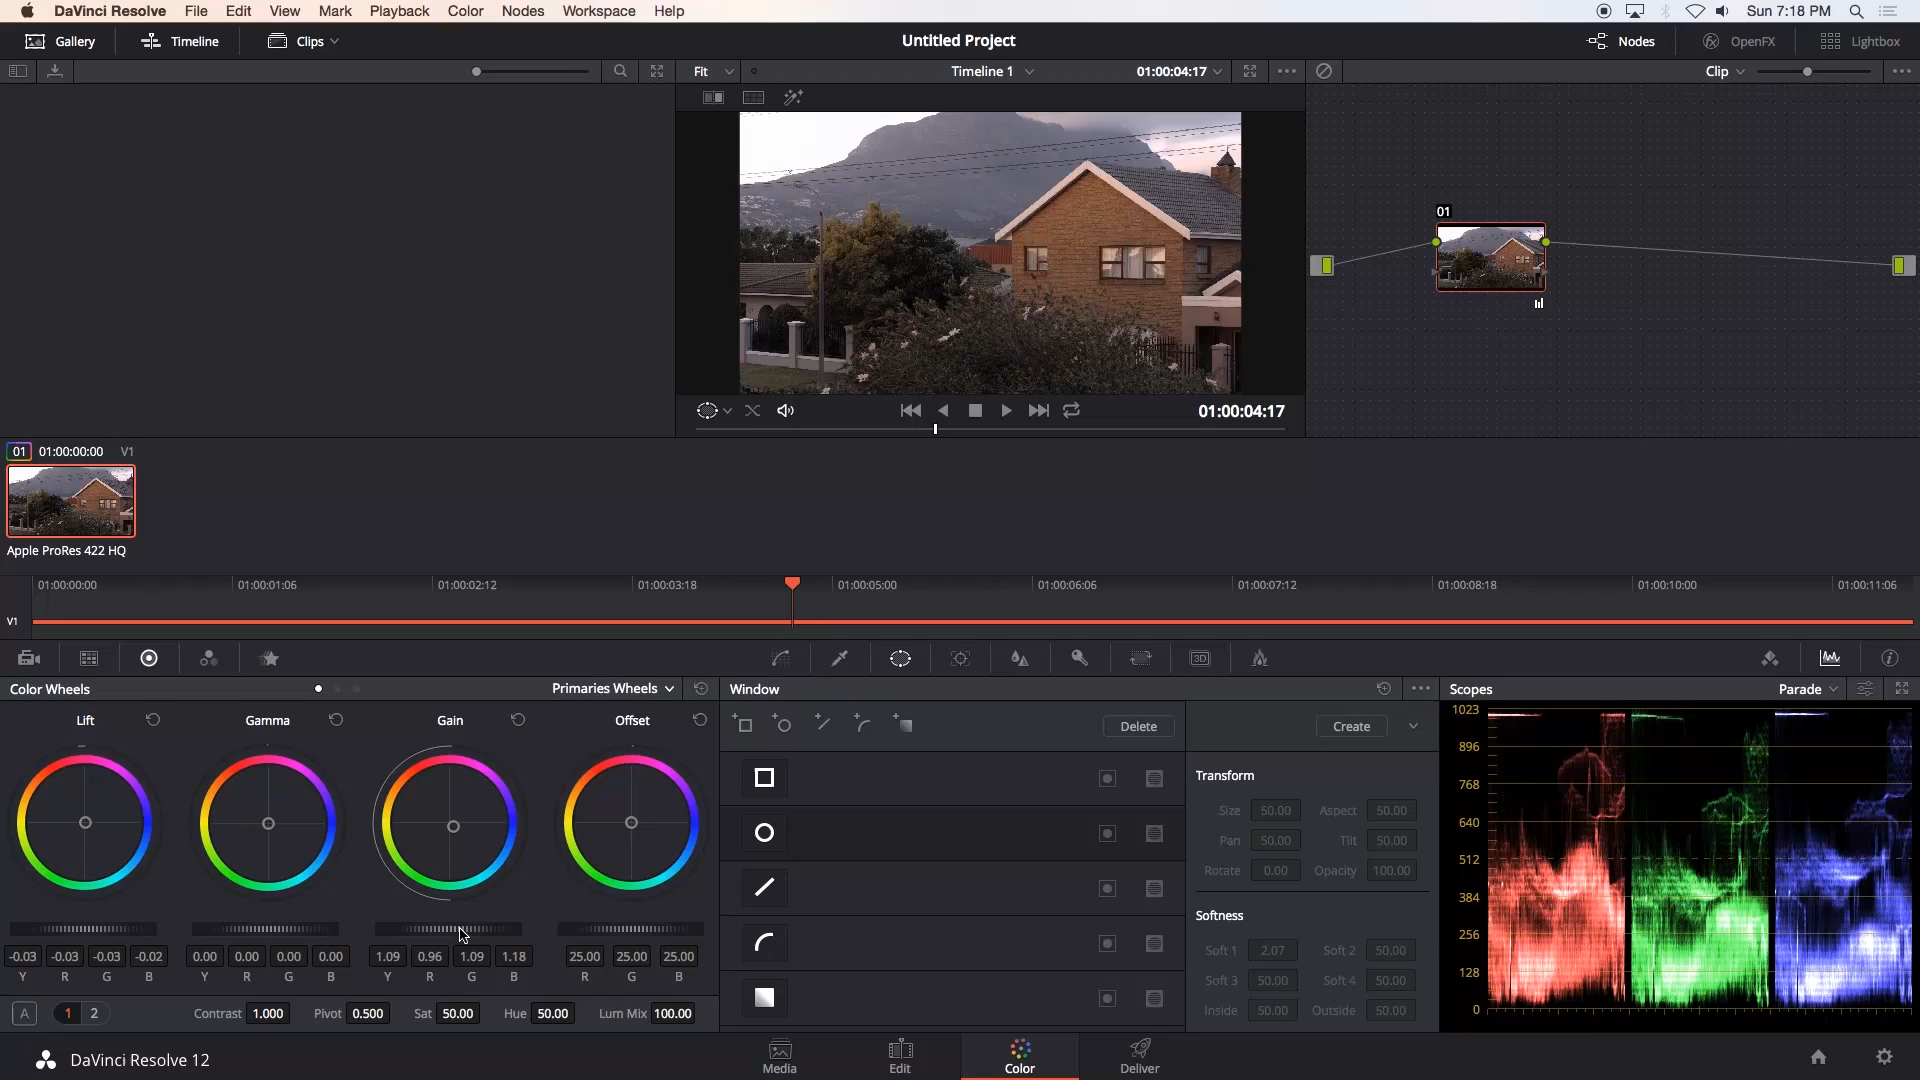 DaVinci Resolve File Edit View Mark Playback Color Nodes Workspace Help Sun 7:18 PM
Gallery Timeline Clips Untitled Project Nodes OpenFX Lightbox
Fit Timeline 1 01:00:04:17 Clip
01
01:00:04:17
01 01:00:00:00 V1
Apple ProRes 422 HQ
01:00:00:00 01:00:01:06 01:00:02:12 01:00:03:18 01:00:05:00 01:00:06:06 01:00:07:12 01:00:08:18 01:00:10:00 01:00:11:06
V1
3D
Color Wheels Primaries Wheels Window Scopes Parade
Lift Gamma Gain Offset
Delete Create
Transform
Size 50.00 Aspect 50.00
Pan 50.00 Tilt 50.00
Rotate 0.00 Opacity 100.00
Softness
Soft 1 2.07 Soft 2 50.00
Soft 3 50.00 Soft 4 50.00
Inside 50.00 Outside 50.00
1023
896
768
640
512
384
256
128
0
-0.03 -0.03 -0.03 -0.02 0.00 0.00 0.00 0.00 1.09 0.96 1.09 1.18 25.00 25.00 25.00
Y R G B Y R G B Y R G B R G B
A 1 2 Contrast 1.000 Pivot 0.500 Sat 50.00 Hue 50.00 Lum Mix 100.00
DaVinci Resolve 12 Media Edit Color Deliver